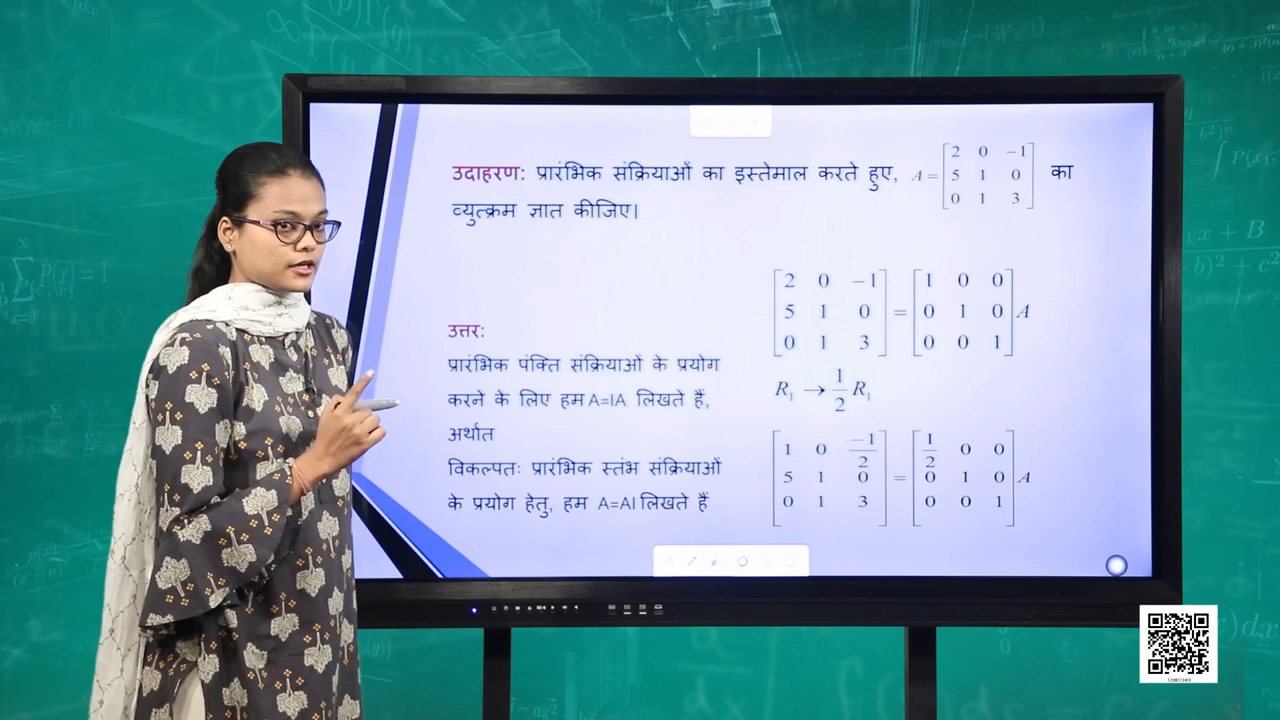 उदाहरण: प्रारंभिक संक्रियाओं का इस्तेमाल करते हुए, A = [2 0 -1; 5 1 0; 0 1 3] का
व्युत्क्रम ज्ञात कीजिए।
उत्तर:
प्रारंभिक पंक्ति संक्रियाओं के प्रयोग
करने के लिए हम A=IA लिखते हैं,
अर्थात
विकल्पतः प्रारंभिक स्तंभ संक्रियाओं
के प्रयोग हेतु, हम A=AI लिखते हैं
[2 0 -1; 5 1 0; 0 1 3] = [1 0 0; 0 1 0; 0 0 1] A
R₁ → 1/2 R₁
[1 0 -1/2; 5 1 0; 0 1 3] = [1/2 0 0; 0 1 0; 0 0 1] A
12081CH03